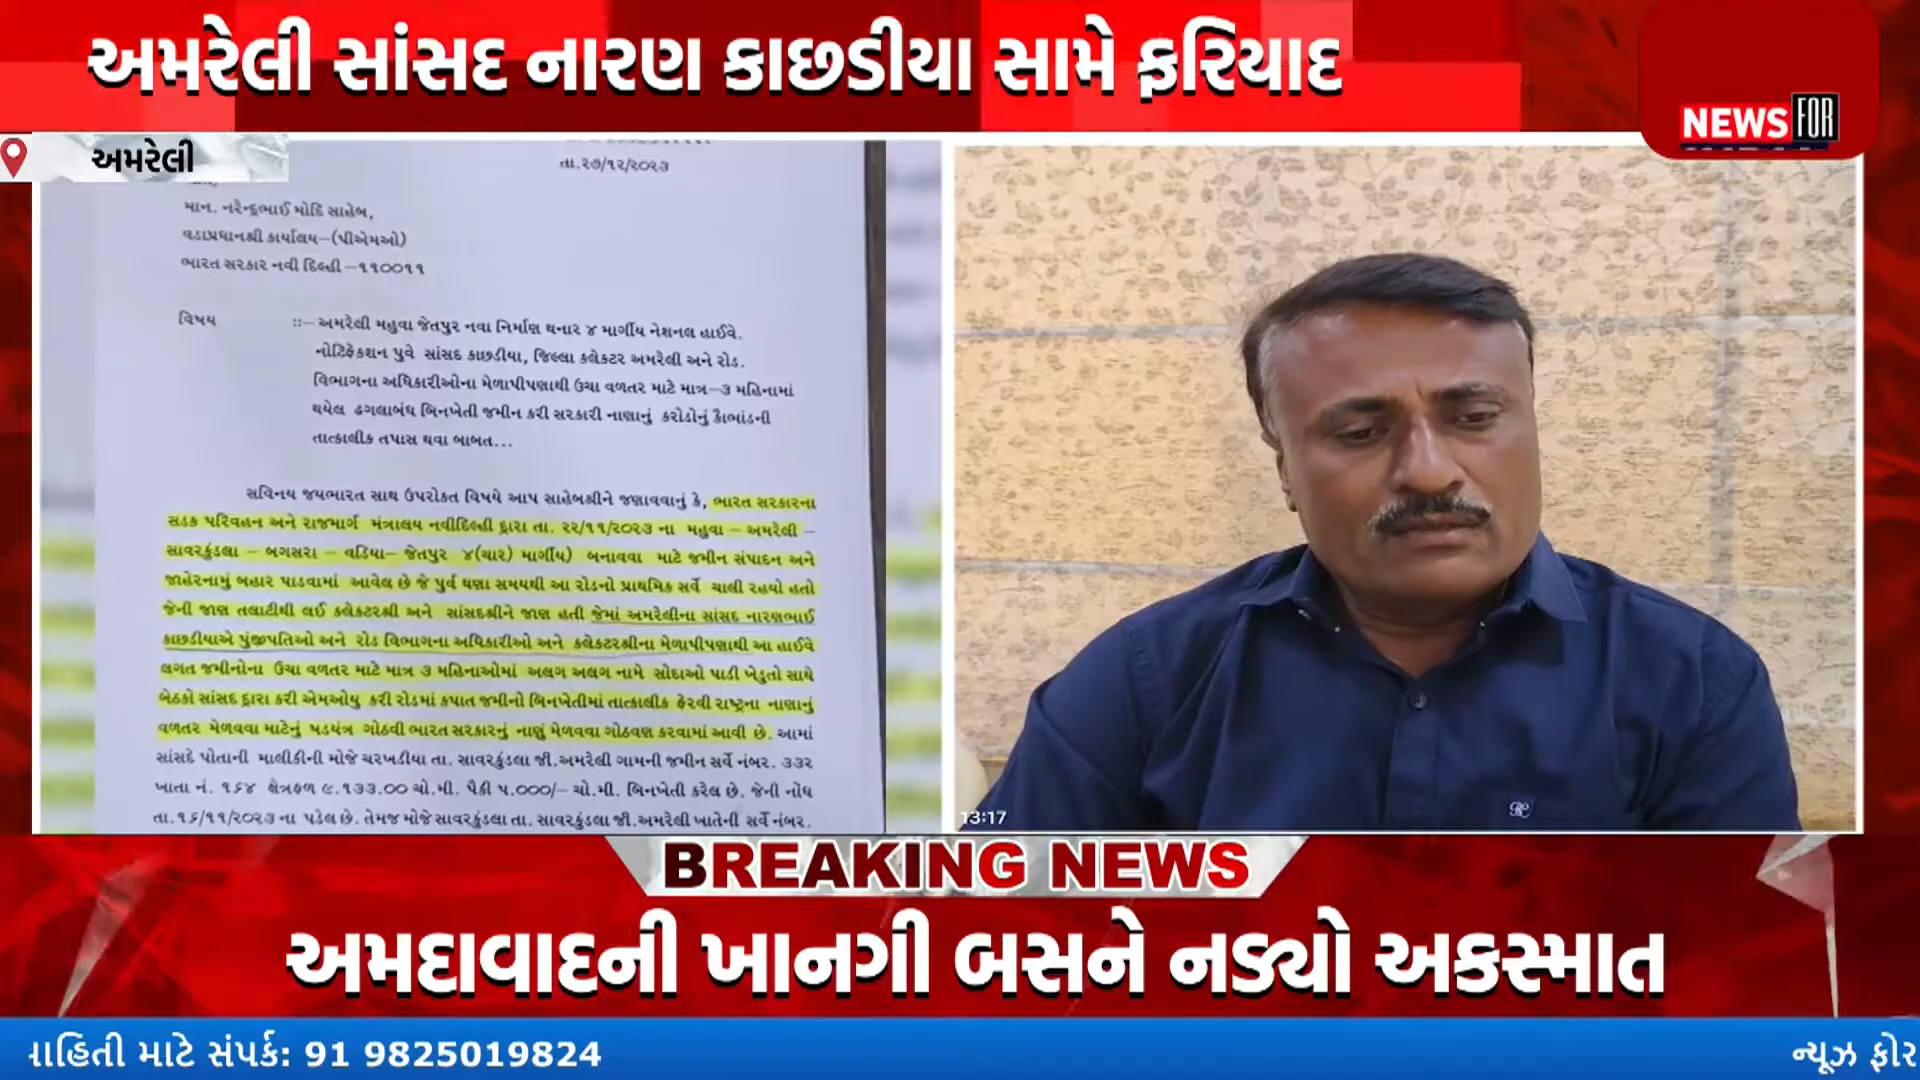 અમરેલી સાંસદ નારણ કાછડીયા સામે ફરિયાદ
NEWS FOR
અમરેલી
તા.૨૭/૧૨/૨૦૨૩
માન. નરેન્દ્રભાઈ મોદિ સાહેબ,
વડાપ્રધાનશ્રી કાર્યાલય–(પીએમઓ)
ભારત સરકાર નવી દિલ્હી –૧૧૦૦૧૧
વિષય ::– અમરેલી મહુવા જેતપુર નવા નિર્માણ થનાર ૪ માર્ગીય નેશનલ હાઈવે.
નોટિફેકશન પુવે સાંસદ કાછડીયા, જિલ્લા કલેકટર અમરેલી અને રોડ.
વિભાગના અધિકારીઓના મેળાપીપણાથી ઉચા વળતર માટે માત્ર–૩ મહિનામાં
થયેલ ઢગલાબંધ બિનખેતી જમીન કરી સરકારી નાણાનું કરોડોનું કૈાભાંડની
તાત્કાલીક તપાસ થવા બાબત...
સવિનય જયભારત સાથ ઉપરોકત વિષયે આપ સાહેબશ્રીને જણાવવાનું કે, ભારત સરકારના
સડક પરિવહન અને રાજમાર્ગ મંત્રાલય નવીદિલ્હી દ્રારા તા. ૨૨/૧૧/૨૦૨૩ ના મહુવા – અમરેલી –
સાવરકુંડલા – બગસરા – વડિયા– જેતપુર ૪(ચાર) માર્ગીય) બનાવવા માટે જમીન સંપાદન અને
જાહેરનામું બહાર પાડવામાં આવેલ છે જે પુર્વ ઘણા સમયથી આ રોડનો પ્રાથમિક સર્વે ચાલી રહયો હતો
જેની જાણ તલાટીથી લઈ કલેકટરશ્રી અને સાંસદશ્રીને જાણ હતી જેમાં અમરેલીના સાંસદ નારણભાઈ
કાછડીયાએ પુંજીપતિઓ અને રોડ વિભાગના અધિકારીઓ અને કલેકટરશ્રીના મેળાપીપણાથી આ હાઈવે
લગત જમીનોના ઉચા વળતર માટે માત્ર ૩ મહિનાઓમાં અલગ અલગ નામે સોદાઓ પાડી ખેડુતો સાથે
બેઠકો સાંસદ દ્રારા કરી એમઓયુ કરી રોડમાં કપાત જમીનો બિનખેતીમાં તાત્કાલીક ફેરવી રાષ્ટ્રના નાણાનું
વળતર મેળવવા માટેનું ષડયંત્ર ગોઠવી ભારત સરકારનું નાણું મેળવવા ગોઠવણ કરવામાં આવી છે. આમાં
સાંસદે પોતાની માલીકીની મોજે ચરખડીયા તા. સાવરકુંડલા જી.અમરેલી ગામની જમીન સર્વે નંબર. ૩૩૨
ખાતા નં. ૧૬૪ ક્ષેત્રફળ ૯.૧૩૩.૦૦ ચો.મી. પૈકી ૫.૦૦૦/– ચો.મી. બિનખેતી કરેલ છે. જેની નોધ
તા.૧૬/૧૧/૨૦૨૩ ના પડેલ છે. તેમજ મોજે સાવરકુંડલા તા. સાવરકુંડલા જી.અમરેલી ખાતેની સર્વે નંબર.
13:17
BREAKING NEWS
અમદાવાદની ખાનગી બસને નડ્યો અકસ્માત
માહિતી માટે સંપર્ક: 91 9825019824
ન્યૂઝ ફોર